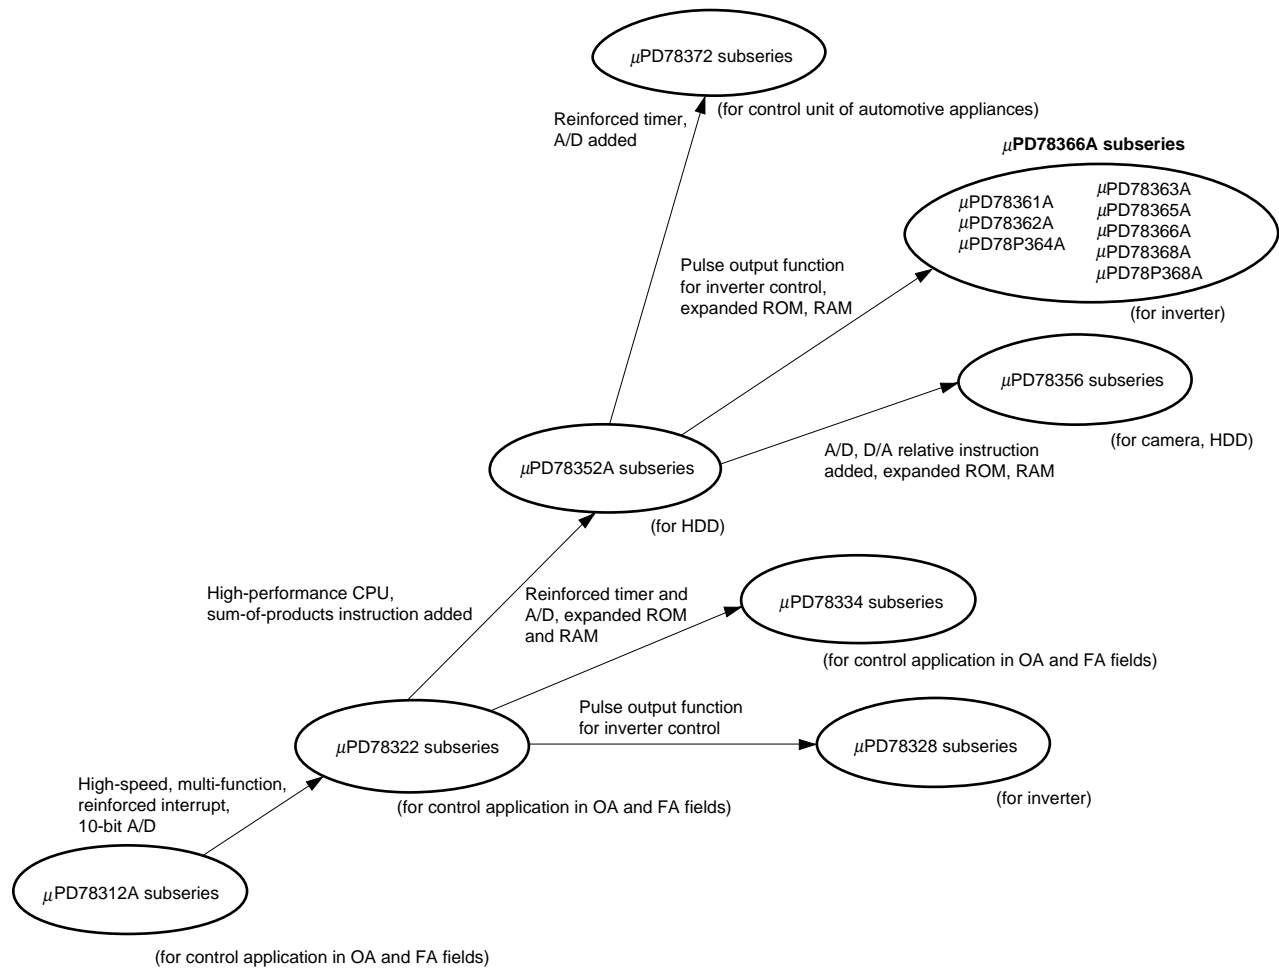 μPD78372 subseries
(for control unit of automotive appliances)
Reinforced timer,
A/D added
μPD78366A subseries
μPD78361A
μPD78362A
μPD78P364A
μPD78363A
μPD78365A
μPD78366A
μPD78368A
μPD78P368A
(for inverter)
Pulse output function
for inverter control,
expanded ROM, RAM
μPD78356 subseries
(for camera, HDD)
A/D, D/A relative instruction
added, expanded ROM, RAM
μPD78352A subseries
(for HDD)
High-performance CPU,
sum-of-products instruction added
Reinforced timer and
A/D, expanded ROM
and RAM
μPD78334 subseries
(for control application in OA and FA fields)
Pulse output function
for inverter control
μPD78328 subseries
(for inverter)
μPD78322 subseries
(for control application in OA and FA fields)
High-speed, multi-function,
reinforced interrupt,
10-bit A/D
μPD78312A subseries
(for control application in OA and FA fields)